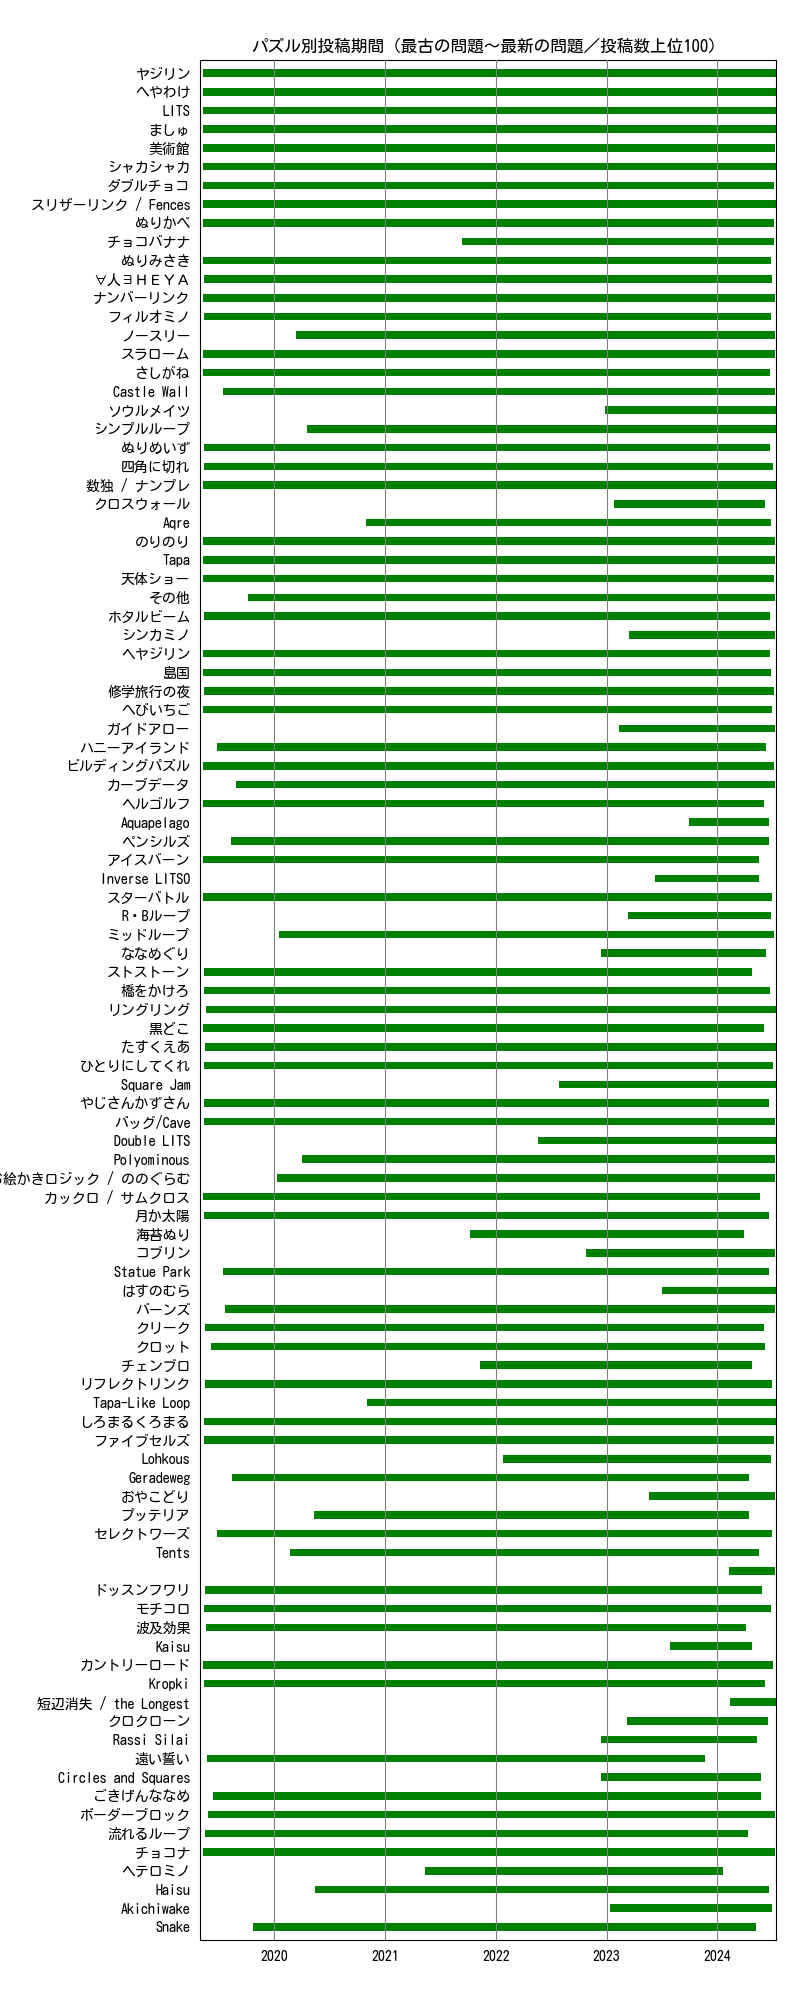 パズル別投稿期間（最古の問題～最新の問題／投稿数上位100）
ヤジリン
へやわけ
LITS
ましゅ
美術館
シャカシャカ
ダブルチョコ
スリザーリンク / Fences
ぬりかべ
チョコバナナ
ぬりみさき
∀人∃ＨＥＹＡ
ナンバーリンク
フィルオミノ
ノースリー
スラローム
さしがね
Castle Wall
ソウルメイツ
シンプルループ
ぬりめいず
四角に切れ
数独 / ナンプレ
クロスウォール
Aqre
のりのり
Tapa
天体ショー
その他
ホタルビーム
シンカミノ
ヘヤジリン
島国
修学旅行の夜
へびいちご
ガイドアロー
ハニーアイランド
ビルディングパズル
カーブデータ
ヘルゴルフ
Aquapelago
ペンシルズ
アイスバーン
Inverse LITSO
スターバトル
R・Bループ
ミッドループ
ななめぐり
ストストーン
橋をかけろ
リングリング
黒どこ
たすくえあ
ひとりにしてくれ
Square Jam
やじさんかずさん
バッグ/Cave
Double LITS
Polyominous
絵かきロジック / ののぐらむ
カックロ / サムクロス
月か太陽
海苔ぬり
コブリン
Statue Park
はすのむら
バーンズ
クリーク
クロット
チェンブロ
リフレクトリンク
Tapa-Like Loop
しろまるくろまる
ファイブセルズ
Lohkous
Geradeweg
おやこどり
プッテリア
セレクトワーズ
Tents
ドッスンフワリ
モチコロ
波及効果
Kaisu
カントリーロード
Kropki
短辺消失 / the Longest
クロクローン
Rassi Silai
遠い誓い
Circles and Squares
ごきげんななめ
ボーダーブロック
流れるループ
チョコナ
ヘテロミノ
Haisu
Akichiwake
Snake
2020 2021 2022 2023 2024